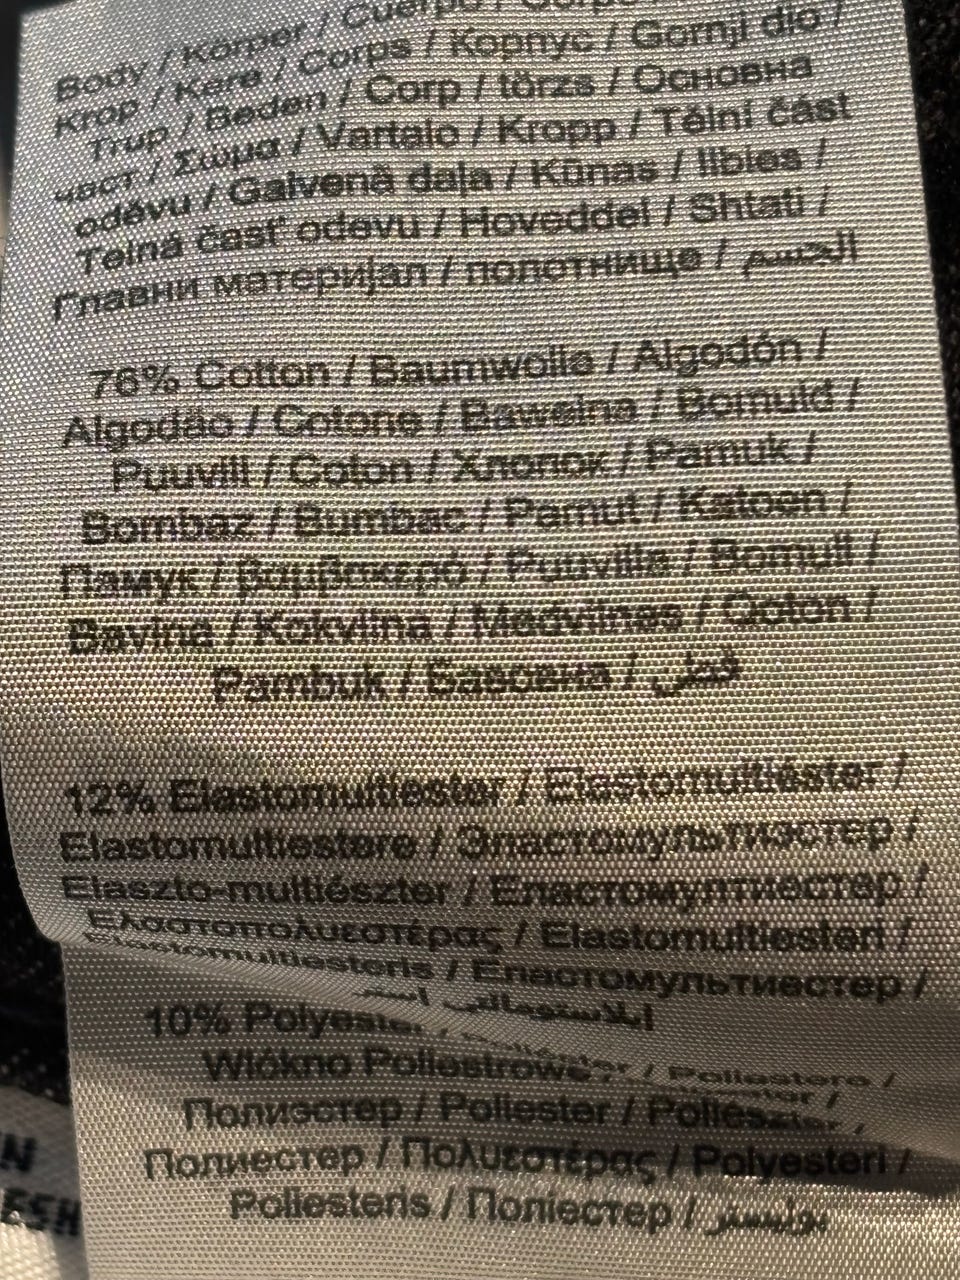 Body / Körper / Cuerpo / Corpo
Krop / Kere / Corps / Корпус / Gornji dio /
Trup / Beden / Corp / törzs / Основна
част / Σώμα / Vartalo / Kropp / Tělní část
oděvu / Galvenā daļa / Kūnas / Ilbies /
Telná časť odevu / Hoveddel / Shtati /
Главни материјал / полотнище / الجسم
76% Cotton / Baumwolle / Algodón /
Algodão / Cotone / Bawełna / Bomuld /
Puuvill / Coton / Хлопок / Pamuk /
Bombaz / Bumbac / Pamut / Katoen /
Памук / βαμβακερό / Puuvilla / Bomull /
Bavlna / Kokvilna / Medvilnės / Qoton /
Pambuk / Бавовна / قطن
12% Elastomultiester / Elastomultiéster /
Elastomultiestere / Эластомультиэстер /
Elaszto-multiészter / Еластомултиестер /
Ελαστοπολυεστέρας / Elastomultiesteri /
Elastomultiesteris / Еластомультиестер /
10% Polyester
Włókno Poliestrowe / Poliestere /
Полиэстер / Poliester /
Полиестер / Πολυεστέρας / Polyesteri /
Poliesteris / Поліестер / بوليستر